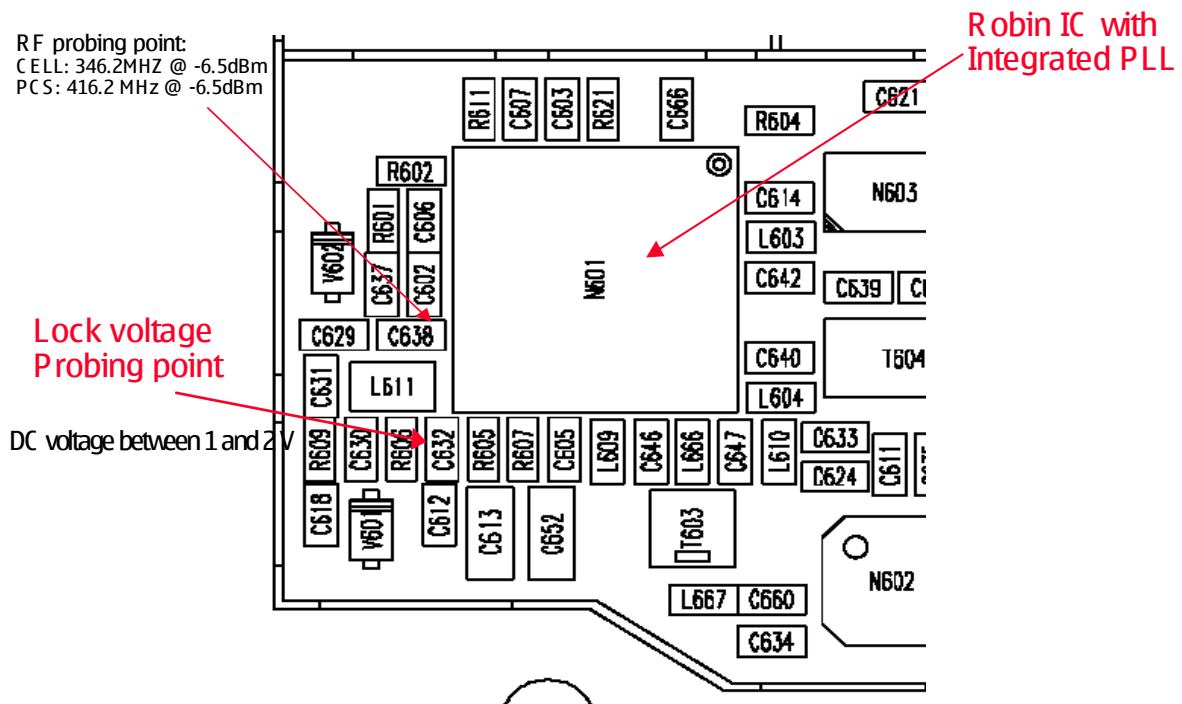 RF probing point:
CELL: 346.2MHZ @ -6.5dBm
PCS: 416.2 MHz @ -6.5dBm
Robin IC with
Integrated PLL
R611
C607
C603
R621
C666
R604
C621
R602
C614
N603
R601
C606
L603
V602
C637
C602
N601
C642
C639
Lock voltage
Probing point
C629
C638
C640
T604
C631
L611
L604
DC voltage between 1 and 2 V
R609
C630
R606
C632
R605
R607
C605
L609
C646
L666
C647
L610
C633
C624
C611
C618
V601
C612
C613
C652
T603
N602
L667
C660
C634